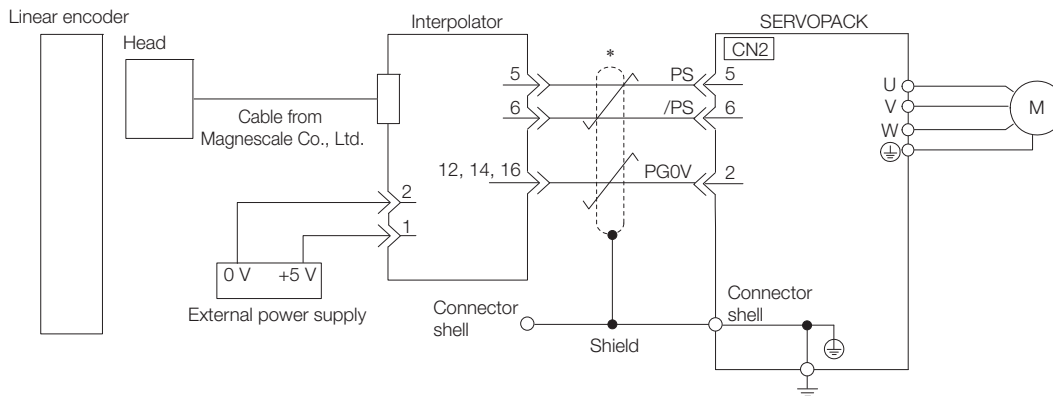 Linear encoder
Head
Interpolator
SERVOPACK
*
CN2
5
PS
5
6
/PS
6
Cable from
Magnescale Co., Ltd.
12, 14, 16
PG0V
2
U
V
W
M
2
1
0 V
+5 V
External power supply
Connector
shell
Shield
Connector
shell